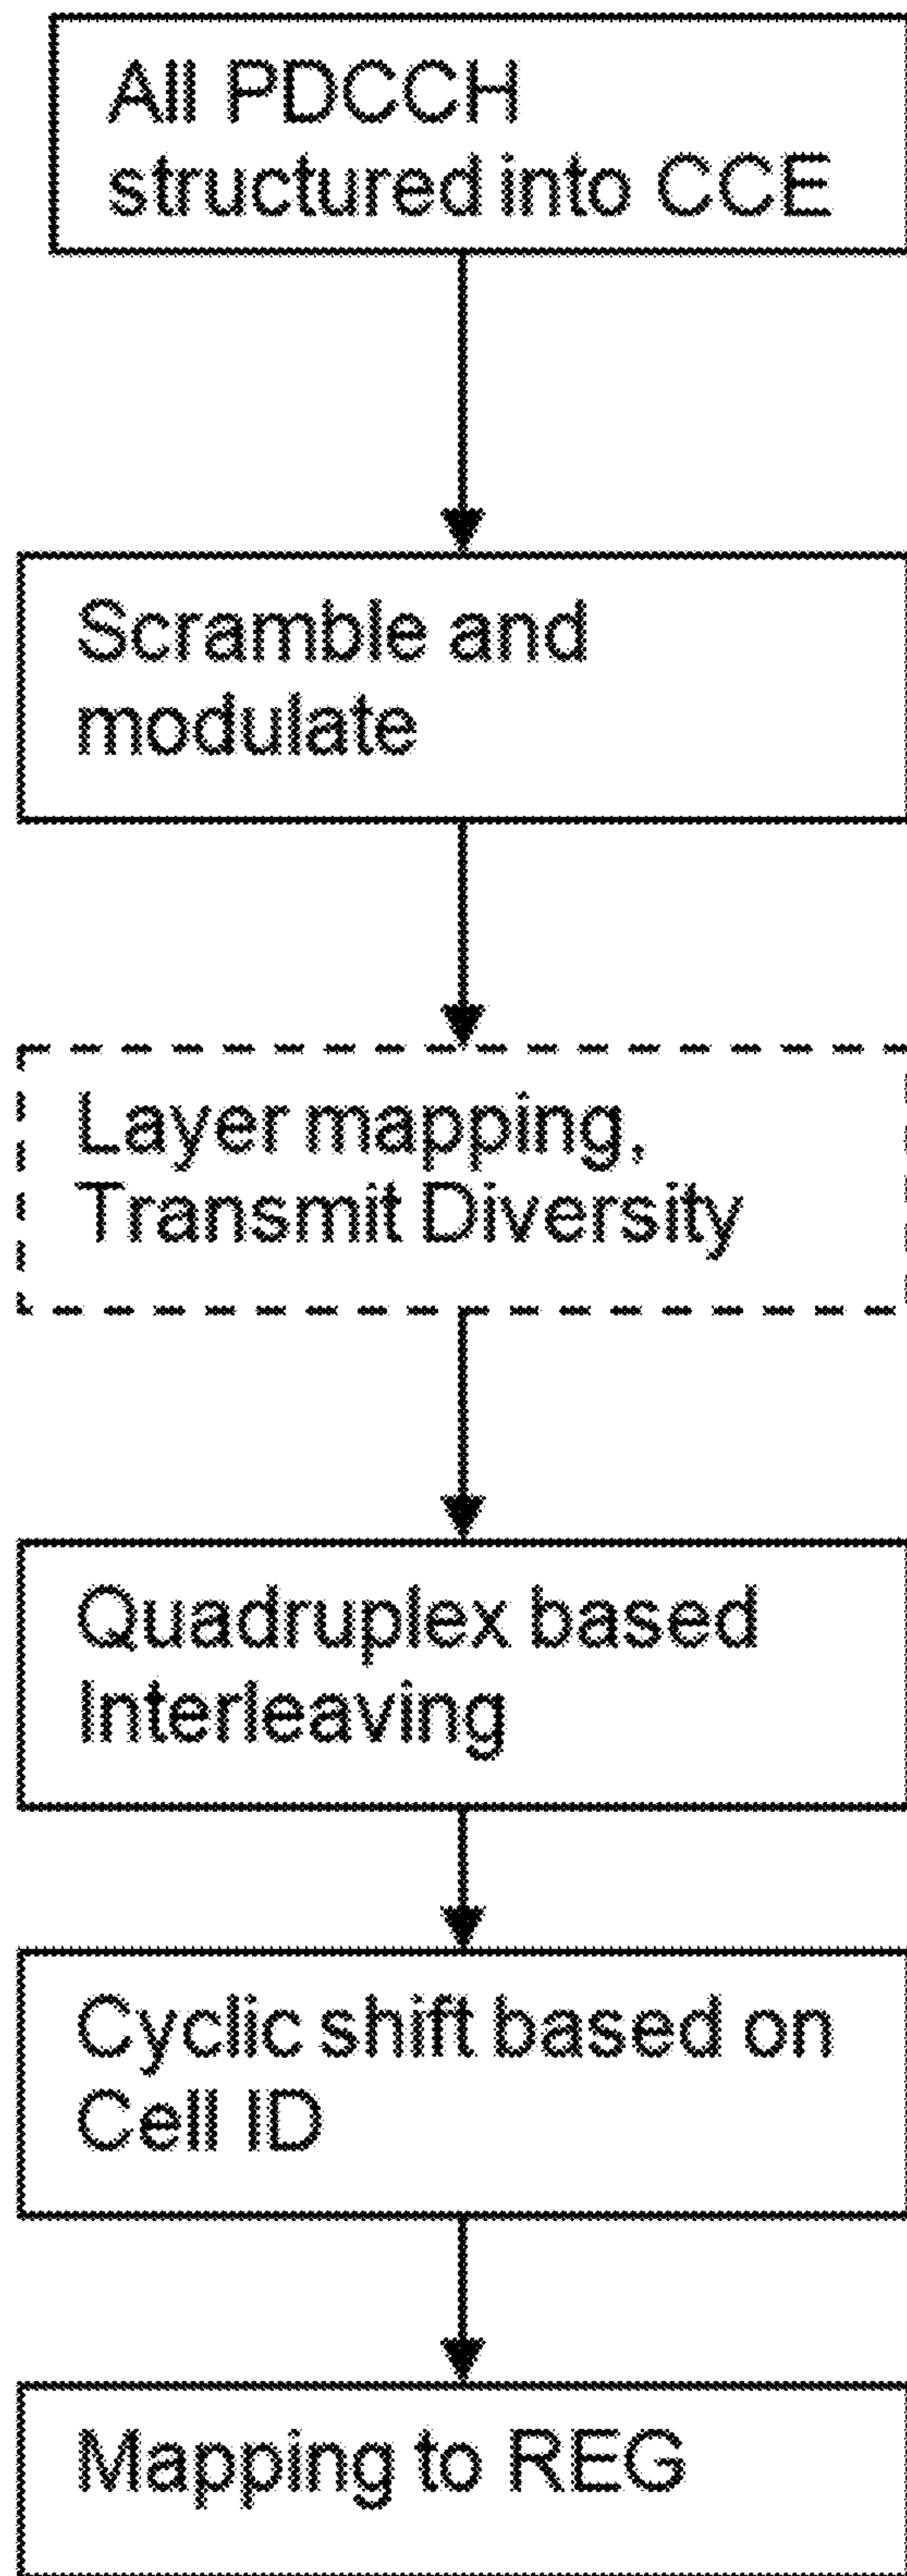 All PDCCH
structured into CCE
Scramble and
modulate
Layer mapping,
Transmit Diversity
Quadruplex based
Interleaving
Cyclic shift based on
Cell ID
Mapping to REG